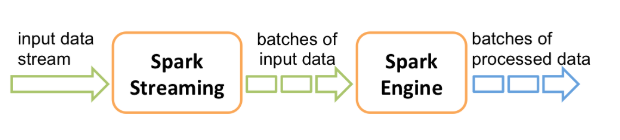 input data
stream
Spark
Streaming
batches of
input data
Spark
Engine
batches of
processed data